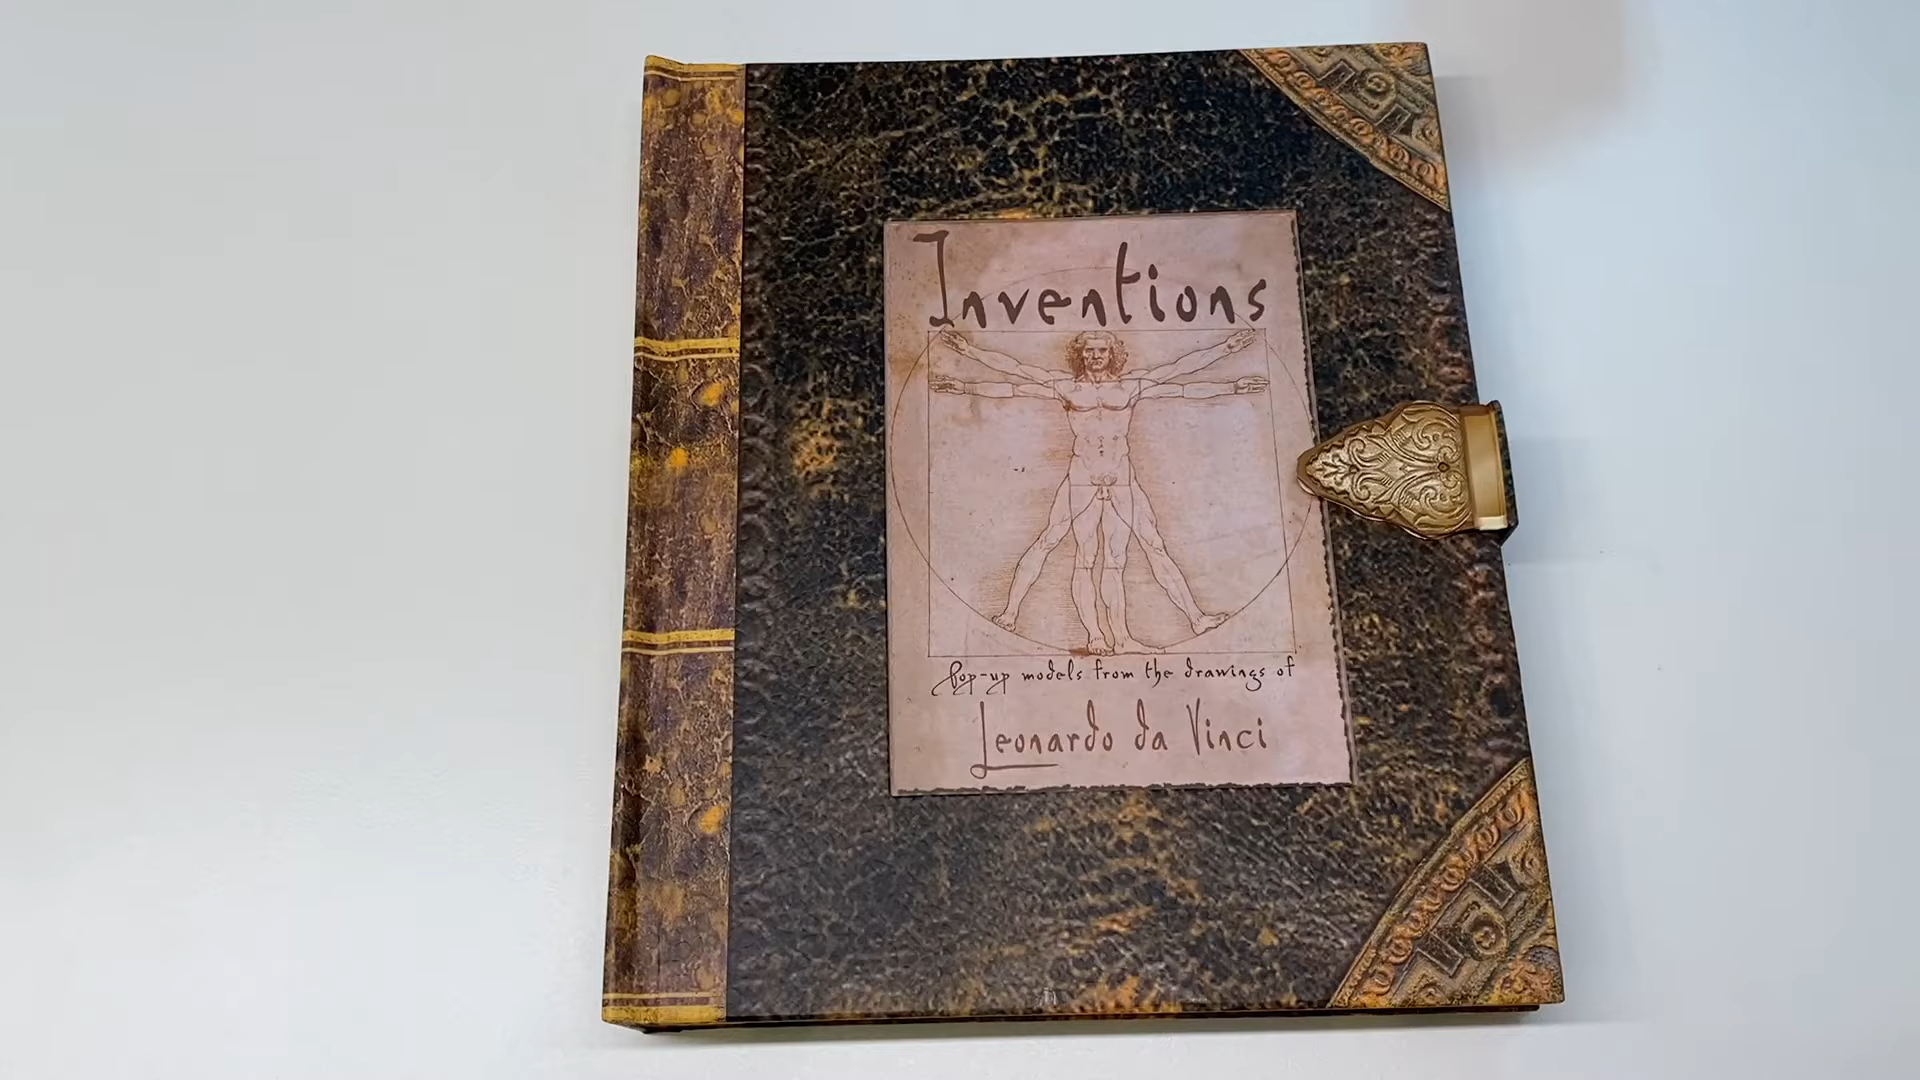 Inventions
Pop-up models from the drawings of
Leonardo da Vinci